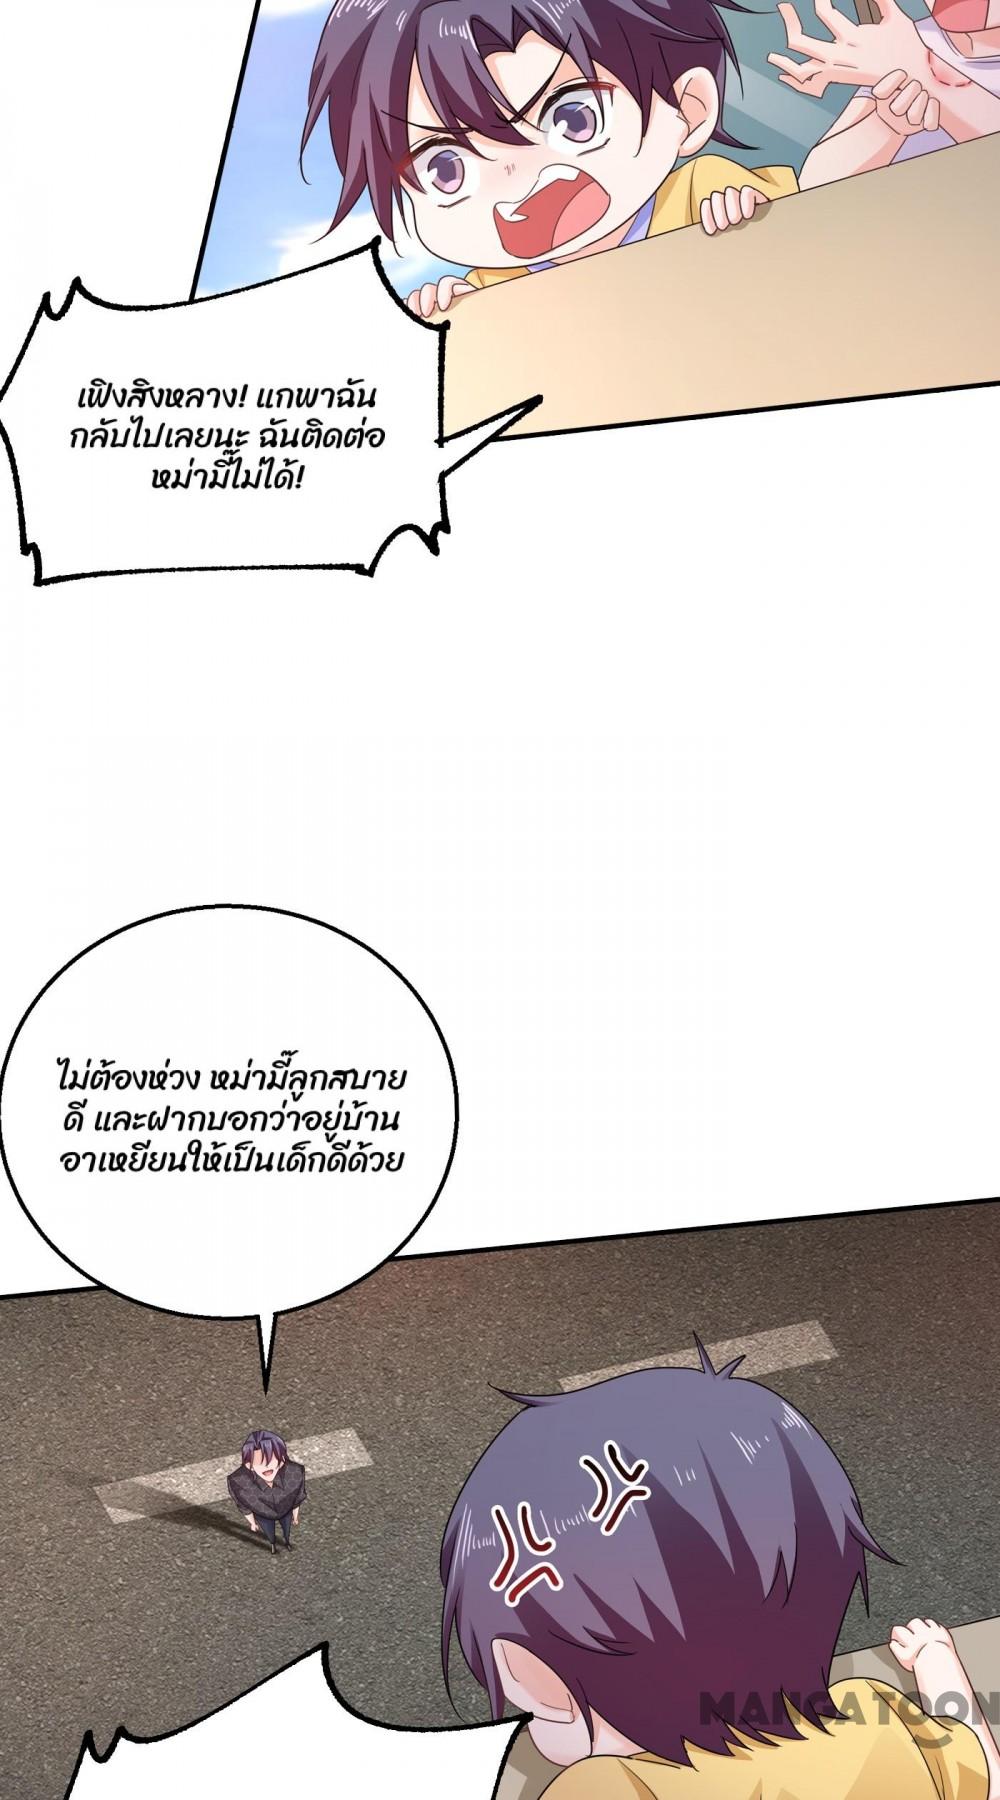 เฟิงสิงหลาง! แกพาฉัน
กลับไปเลยนะ ฉันติดต่อ
หม่ามี๊ไม่ได้!
ไม่ต้องห่วง หม่ามี๊ลูกสบาย
ดี และฝากบอกว่าอยู่บ้าน
อาเหยียนให้เป็นเด็กดีด้วย
MANGATOON